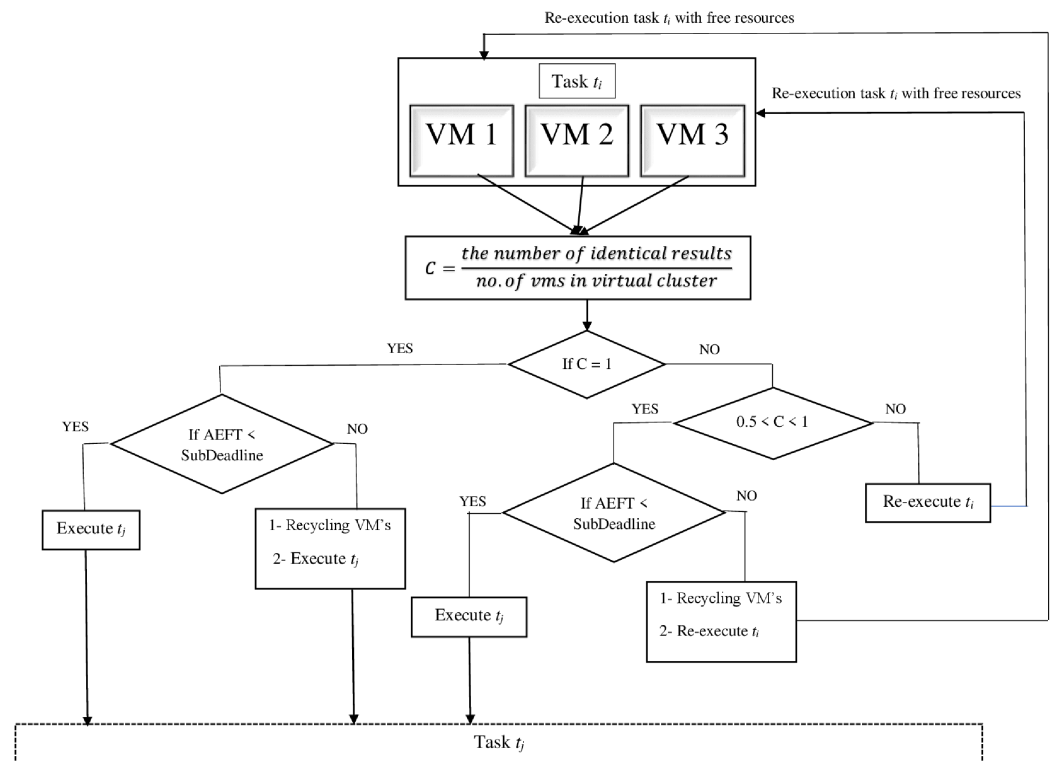 Re-execution task ti with free resources
Task ti
Re-execution task ti with free resources
VM 1
VM 2
VM 3
C = the number of identical results
no. of vms in virtual cluster
YES
If C = 1
NO
YES
If AEFT <
SubDeadline
NO
YES
0.5 < C < 1
NO
Execute tj
1- Recycling VM's
2- Execute tj
YES
If AEFT <
SubDeadline
NO
Re-execute ti
Execute tj
1- Recycling VM's
2- Re-execute ti
Task tj